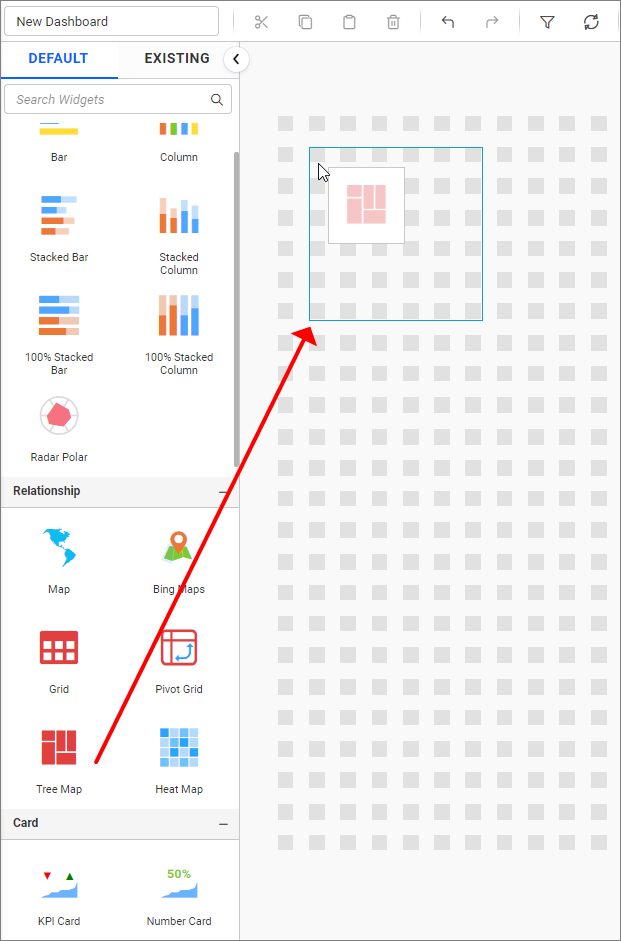 New Dashboard
DEFAULT
EXISTING
Search Widgets
Bar
Column
Stacked Bar
Stacked
Column
100% Stacked
Bar
100% Stacked
Column
Radar Polar
Relationship
Map
Bing Maps
Grid
Pivot Grid
Tree Map
Heat Map
Card
50%
KPI Card
Number Card